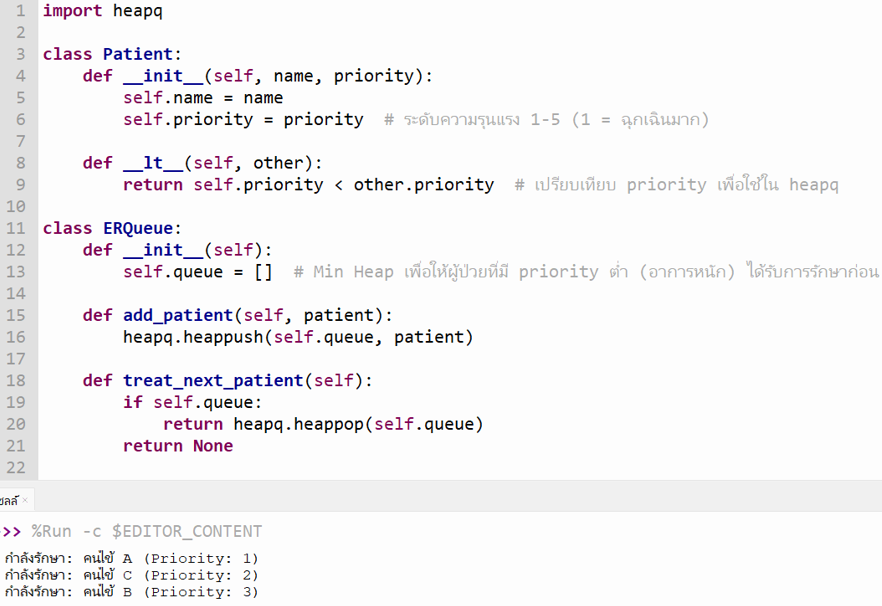 1 import heapq
2
3 class Patient:
4     def __init__(self, name, priority):
5         self.name = name
6         self.priority = priority  # ระดับความรุนแรง 1-5 (1 = ฉุกเฉินมาก)
7
8     def __lt__(self, other):
9         return self.priority < other.priority  # เปรียบเทียบ priority เพื่อใช้ใน heapq
10
11 class ERQueue:
12     def __init__(self):
13         self.queue = []  # Min Heap เพื่อให้ผู้ป่วยที่มี priority ต่ำ (อาการหนัก) ได้รับการรักษาก่อน
14
15     def add_patient(self, patient):
16         heapq.heappush(self.queue, patient)
17
18     def treat_next_patient(self):
19         if self.queue:
20             return heapq.heappop(self.queue)
21         return None
22
>> %Run -c $EDITOR_CONTENT
กำลังรักษา: คนไข้ A (Priority: 1)
กำลังรักษา: คนไข้ C (Priority: 2)
กำลังรักษา: คนไข้ B (Priority: 3)